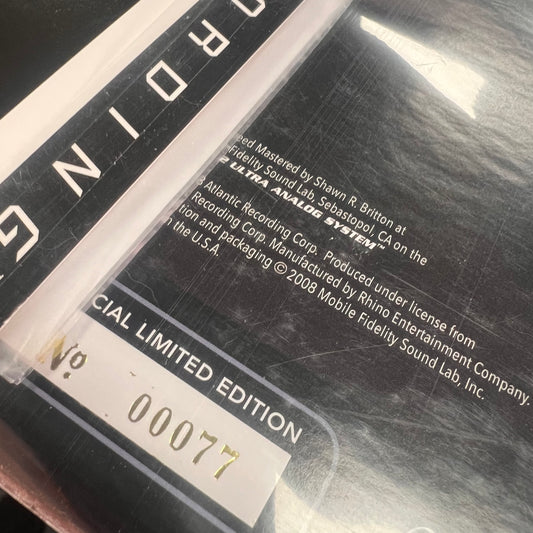 ORDING
eed Mastered by Shawn R. Britton at
Fidelity Sound Lab, Sebastopol, CA on the
2 ULTRA ANALOG SYSTEM™
Atlantic Recording Corp. Produced under license from
Recording Corp. Manufactured by Rhino Entertainment Company.
tion and packaging © 2008 Mobile Fidelity Sound Lab, Inc.
n the U.S.A.
CIAL LIMITED EDITION
No 00077